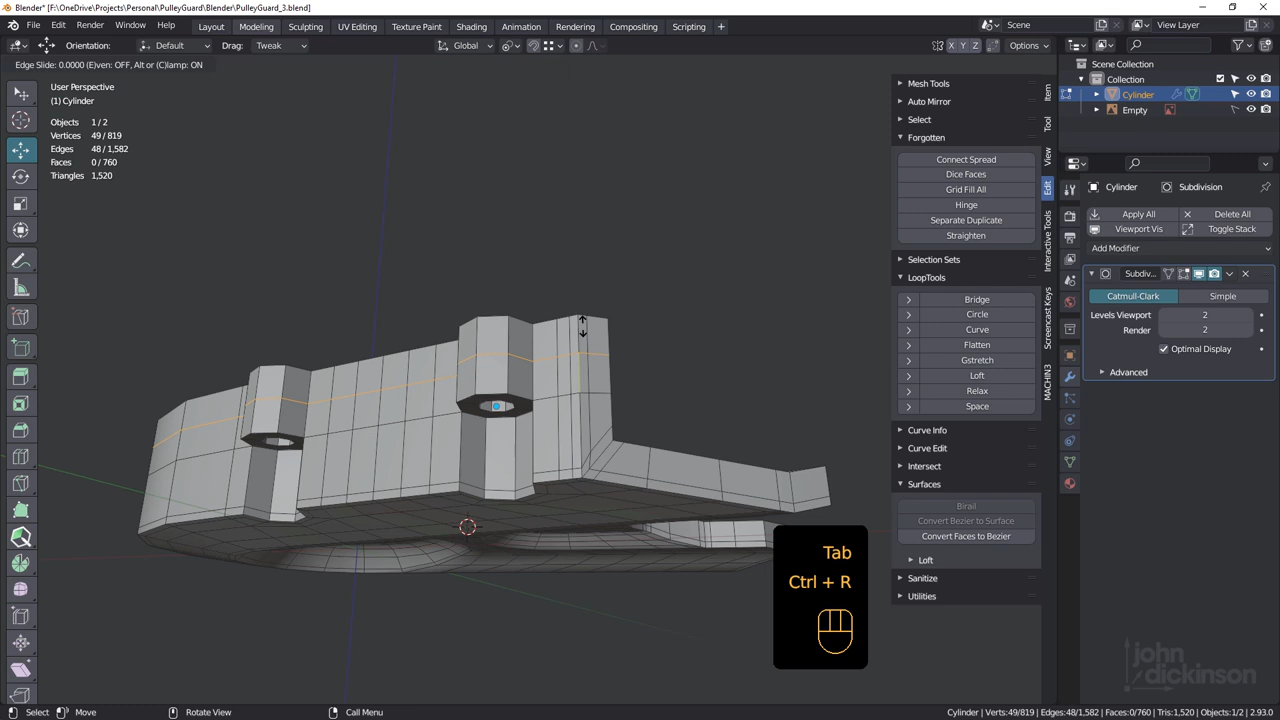 Blender* [F:\OneDrive\Projects\Personal\PulleyGuard\Blender\PulleyGuard_3.blend]
File Edit Render Window Help Layout Modeling Sculpting UV Editing Texture Paint Shading Animation Rendering Compositing Scripting + Scene View Layer
Orientation: Default Drag: Tweak Global X Y Z Options
Edge Slide: 0.0000 (E)ven: OFF, Alt or (C)lamp: ON
User Perspective
(1) Cylinder
Objects 1 / 2
Vertices 49 / 819
Edges 48 / 1,582
Faces 0 / 760
Triangles 1,520
Mesh Tools
Auto Mirror
Select
Forgotten
Connect Spread
Dice Faces
Grid Fill All
Hinge
Separate Duplicate
Straighten
Selection Sets
LoopTools
Bridge
Circle
Curve
Flatten
Gstretch
Loft
Relax
Space
Curve Info
Curve Edit
Intersect
Surfaces
Birail
Convert Bezier to Surface
Convert Faces to Bezier
Loft
Sanitize
Utilities
Item
Tool
View
Edit
Interactive Tools
Screencast Keys
MACHIN3
Scene Collection
Collection
Cylinder
Empty
Cylinder Subdivision
Apply All Delete All
Viewport Vis Toggle Stack
Add Modifier
Subdiv...
Catmull-Clark Simple
Levels Viewport 2
Render 2
Optimal Display
Advanced
Tab
Ctrl + R
john
dickinson
Select Move Rotate View Call Menu Cylinder | Verts:49/819 | Edges:48/1,582 | Faces:0/760 | Tris:1,520 | Objects:1/2 | 2.93.0